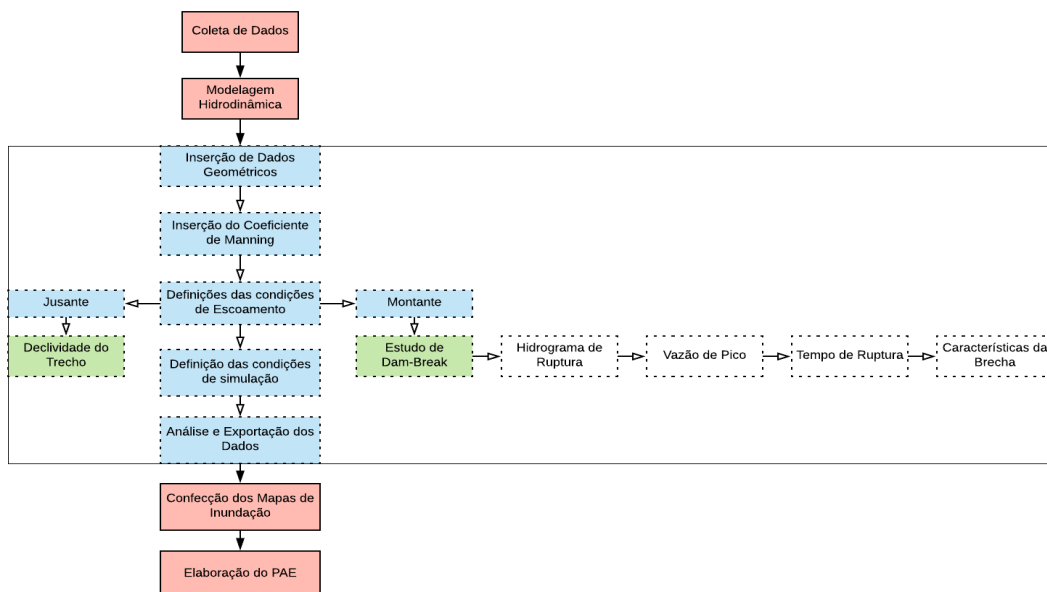 Coleta de Dados
Modelagem
Hidrodinâmica
Inserção de Dados
Geométricos
Inserção do Coeficiente
de Manning
Jusante
Definições das condições
de Escoamento
Montante
Declividade do
Trecho
Definição das condições
de simulação
Estudo de
Dam-Break
Hidrograma de
Ruptura
Vazão de Pico
Tempo de Ruptura
Características da
Brecha
Análise e Exportação dos
Dados
Confecção dos Mapas de
Inundação
Elaboração do PAE